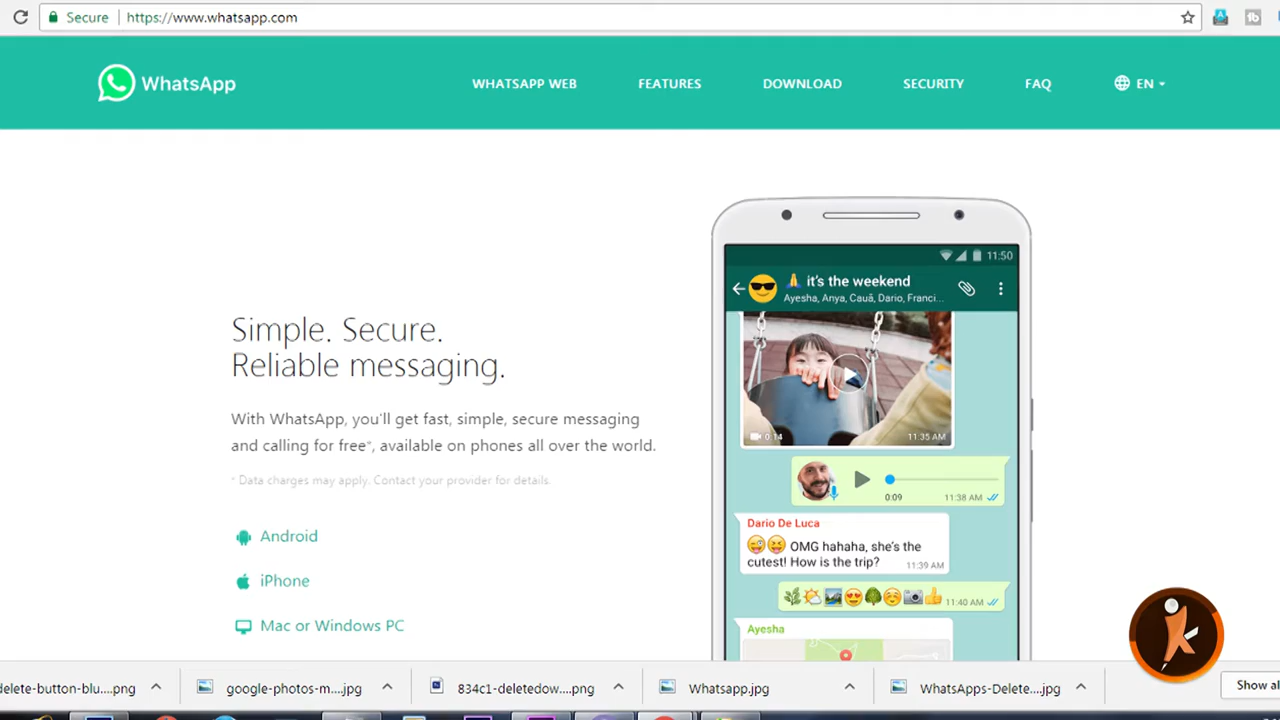 Secure https://www.whatsapp.com
WhatsApp WHATSAPP WEB FEATURES DOWNLOAD SECURITY FAQ EN
11:50
it's the weekend
Ayesha, Anya, Cauã, Dario, Franci...
0:14 11:35 AM
0:09 11:38 AM
Dario De Luca
OMG hahaha, she's the
cutest! How is the trip?
11:39 AM
11:40 AM
Ayesha
Simple. Secure.
Reliable messaging.
With WhatsApp, you'll get fast, simple, secure messaging
and calling for free*, available on phones all over the world.
* Data charges may apply. Contact your provider for details.
Android
iPhone
Mac or Windows PC
delete-button-blu....png google-photos-m....jpg 834c1-deletedow....png Whatsapp.jpg WhatsApps-Delete....jpg Show al